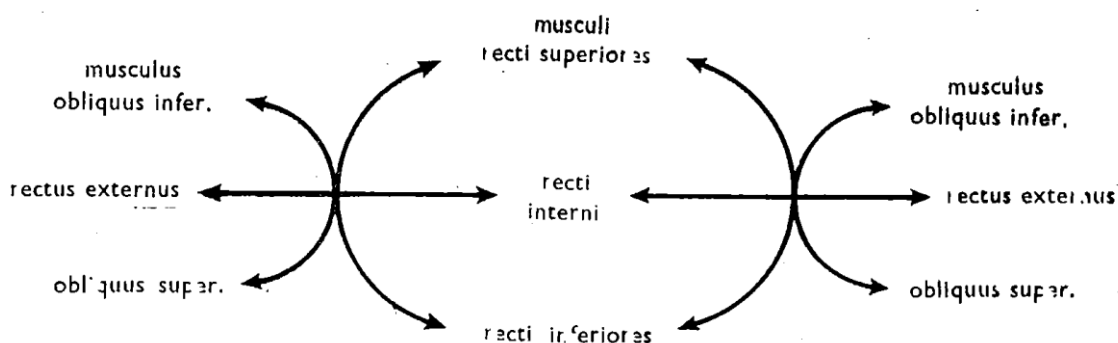 musculi
recti superiores
musculus
obliquus infer.
musculus
obliquus infer.
rectus externus
recti
interni
rectus externus
obliquus super.
obliquus super.
recti inferiores